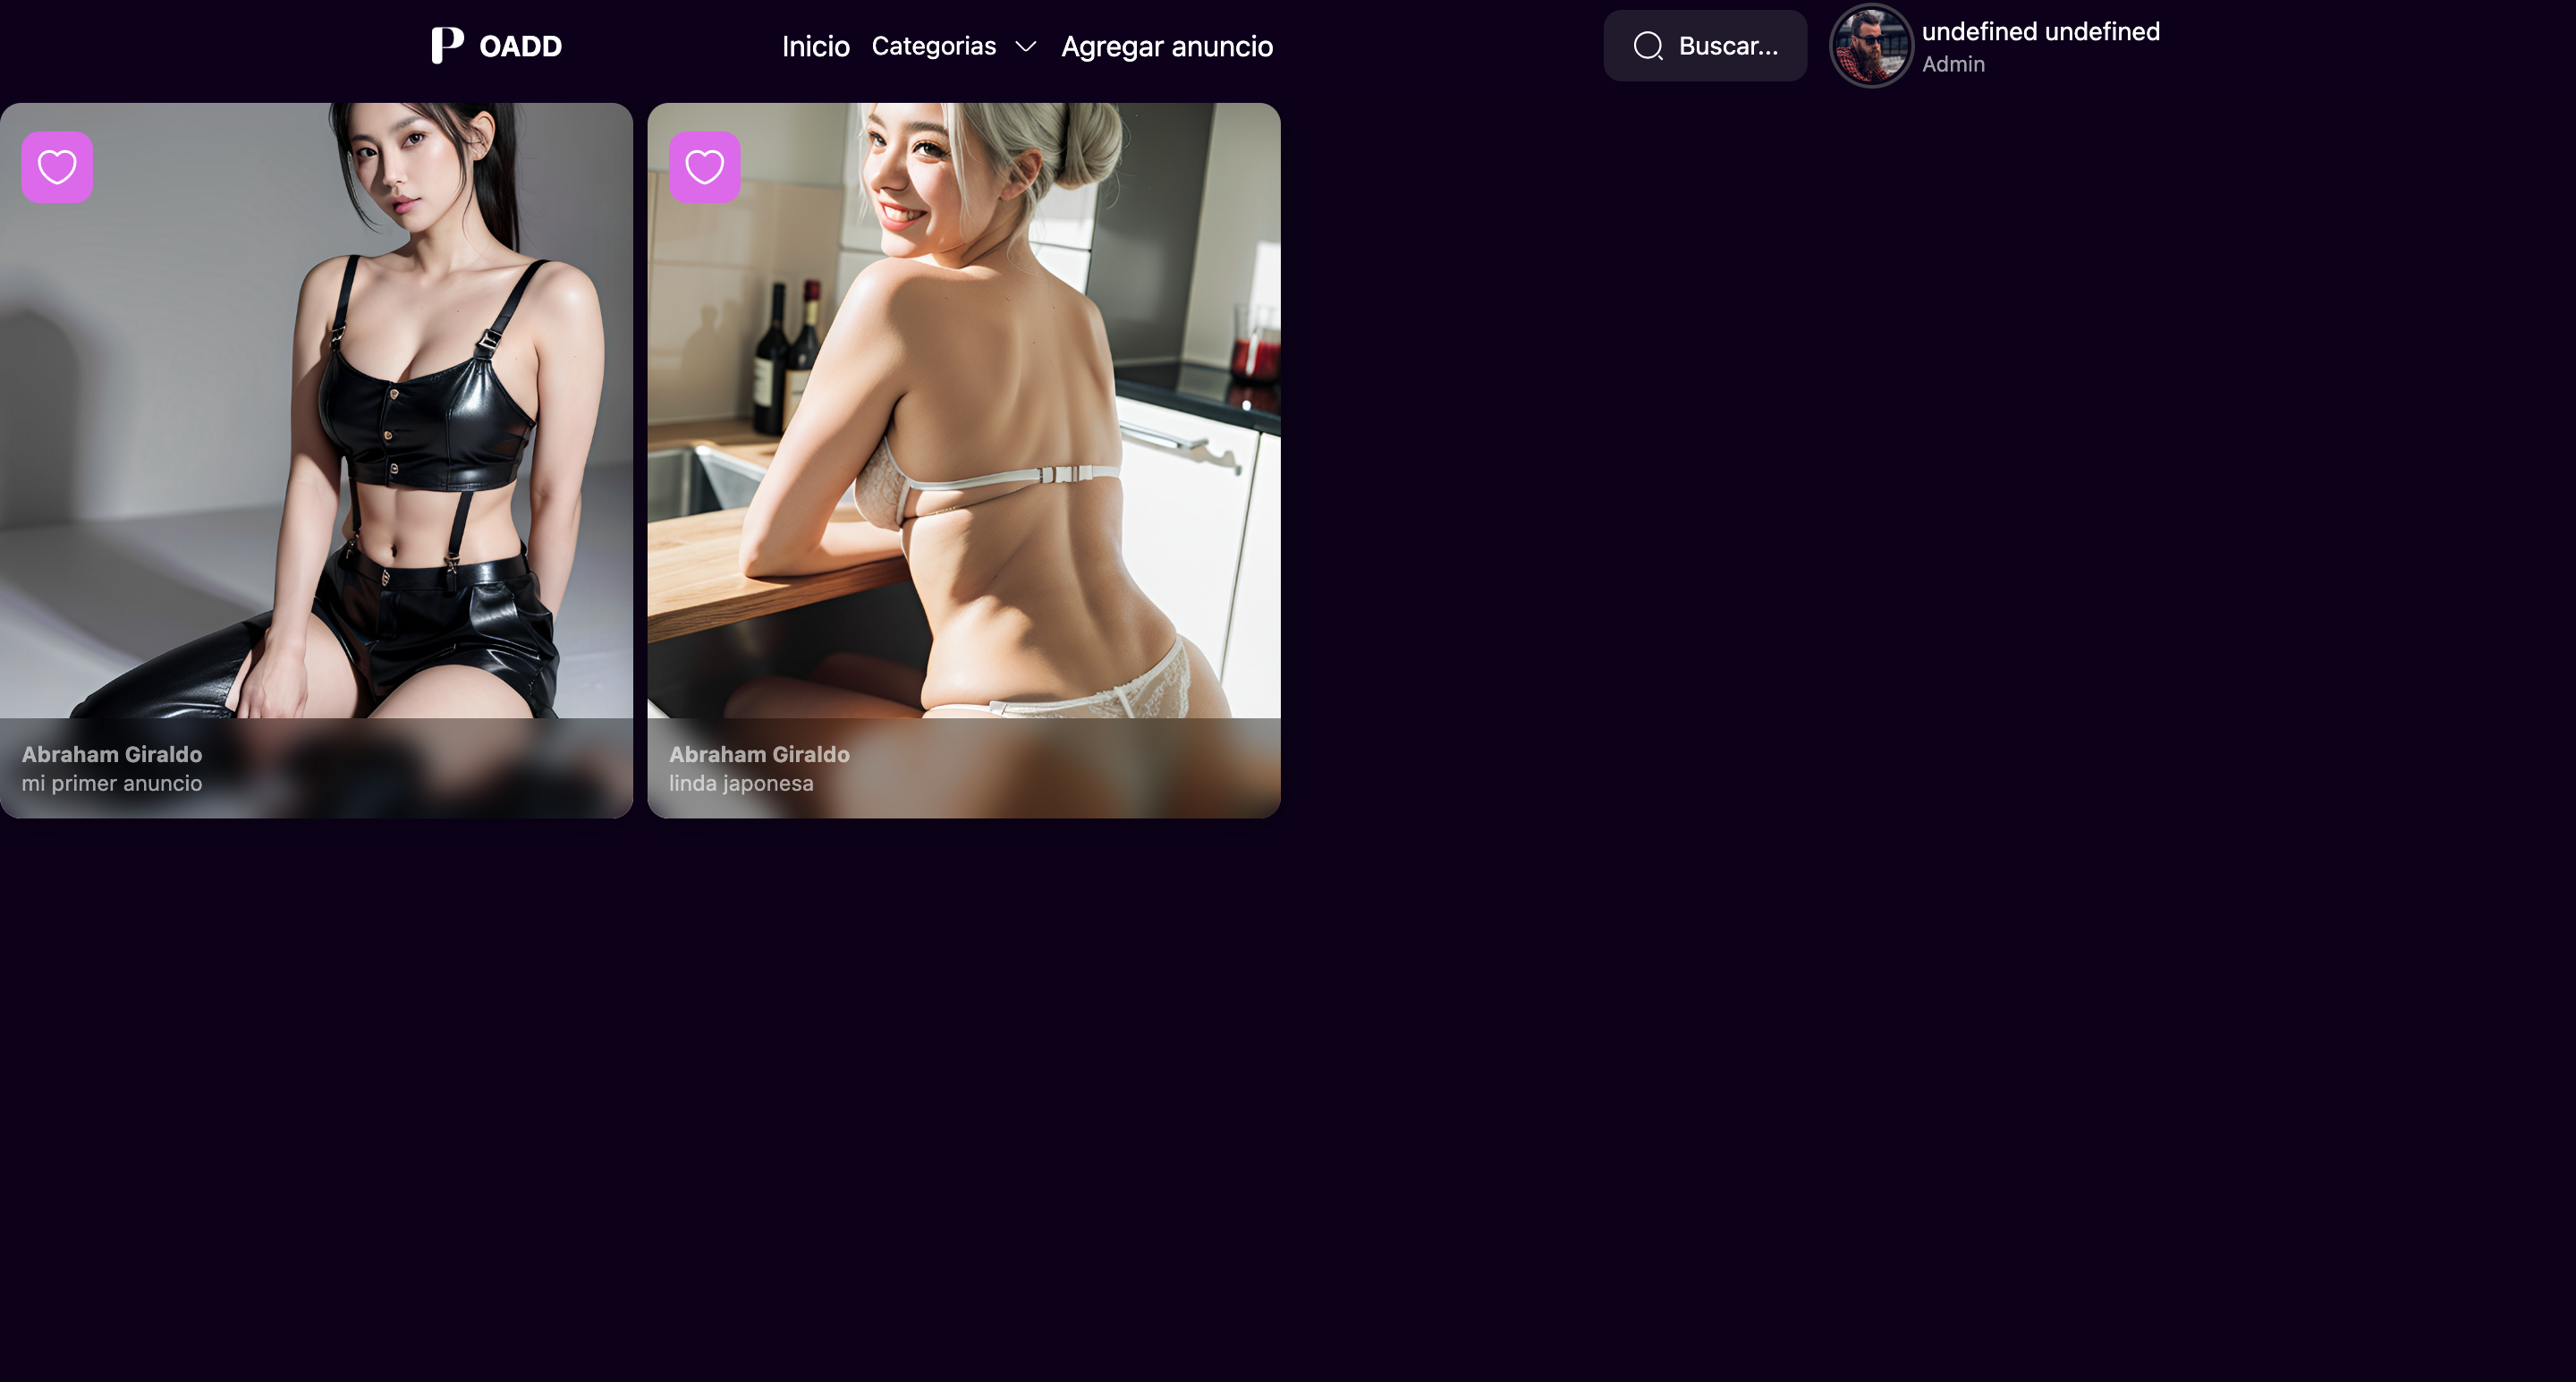 P OADD
Inicio Categorias Agregar anuncio
Buscar...
undefined undefined
Admin
Abraham Giraldo
mi primer anuncio
Abraham Giraldo
linda japonesa